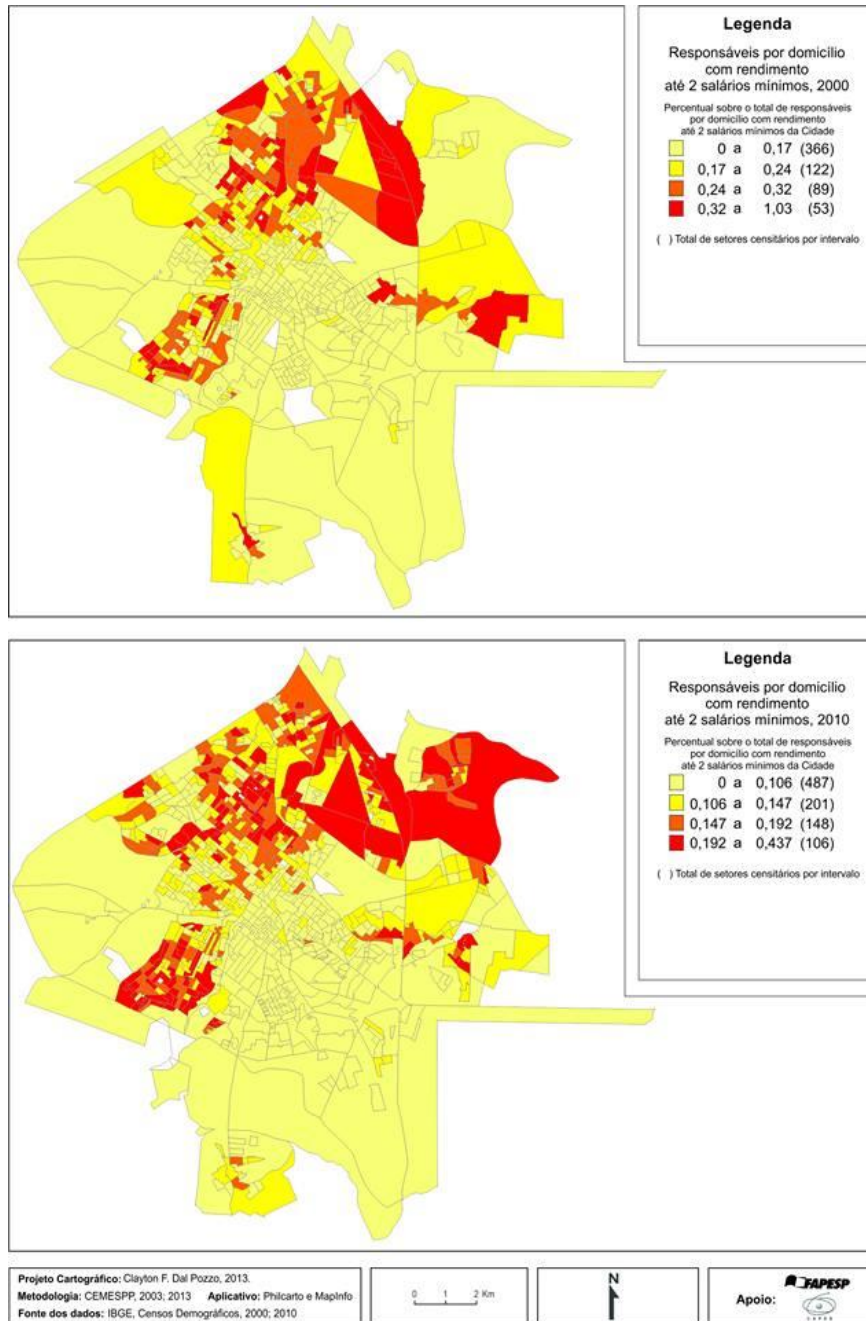 Legenda
Responsáveis por domicílio
com rendimento
até 2 salários mínimos, 2000
Percentual sobre o total de responsáveis
por domicílio com rendimento
até 2 salários mínimos da Cidade
0 a 0,17 (366)
0,17 a 0,24 (122)
0,24 a 0,32 (89)
0,32 a 1,03 (53)
( ) Total de setores censitários por intervalo
Legenda
Responsáveis por domicílio
com rendimento
até 2 salários mínimos, 2010
Percentual sobre o total de responsáveis
por domicílio com rendimento
até 2 salários mínimos da Cidade
0 a 0,106 (487)
0,106 a 0,147 (201)
0,147 a 0,192 (148)
0,192 a 0,437 (106)
( ) Total de setores censitários por intervalo
Projeto Cartográfico: Clayton F. Dal Pozzo, 2013.
Metodologia: CEMESPP, 2003; 2013 Aplicativo: Philcarto e MapInfo
Fonte dos dados: IBGE, Censos Demográficos, 2000; 2010
0 1 2 Km
N
Apoio:
FAPESP
CAPES